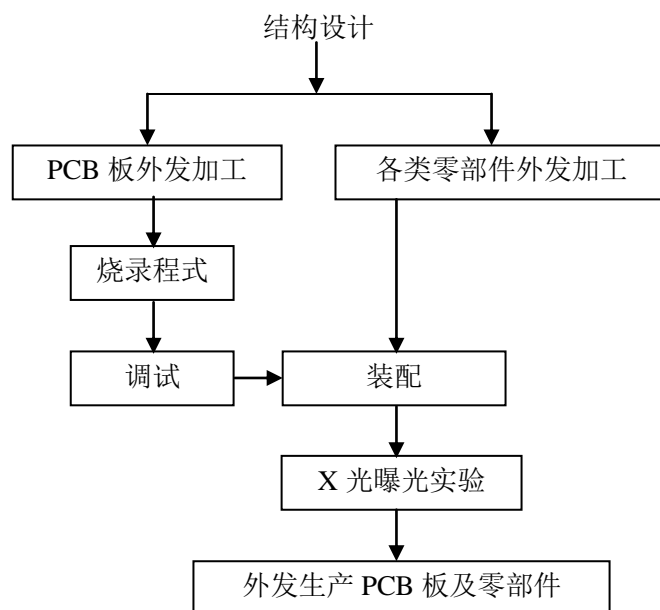 结构设计
PCB 板外发加工
各类零部件外发加工
烧录程式
调试
装配
X 光曝光实验
外发生产 PCB 板及零部件